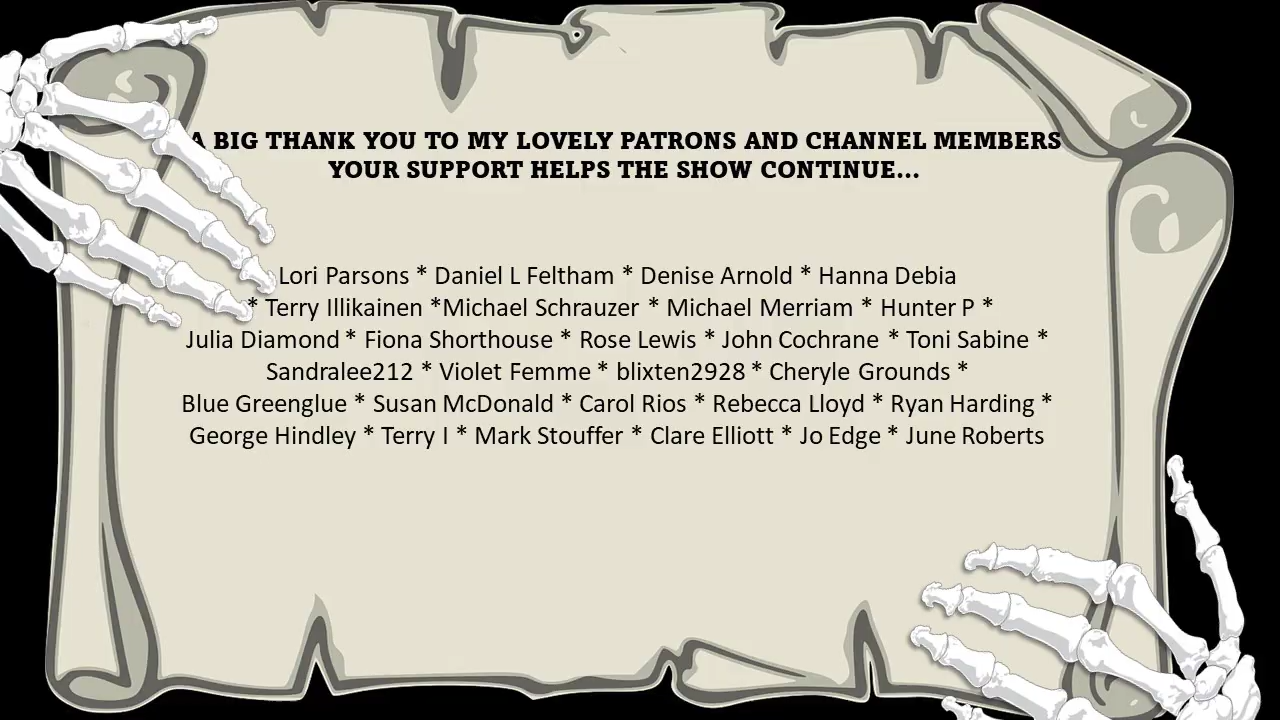 A BIG THANK YOU TO MY LOVELY PATRONS AND CHANNEL MEMBERS
YOUR SUPPORT HELPS THE SHOW CONTINUE...
Lori Parsons * Daniel L Feltham * Denise Arnold * Hanna Debia
* Terry Illikainen *Michael Schrauzer * Michael Merriam * Hunter P *
Julia Diamond * Fiona Shorthouse * Rose Lewis * John Cochrane * Toni Sabine *
Sandralee212 * Violet Femme * blixten2928 * Cheryle Grounds *
Blue Greenglue * Susan McDonald * Carol Rios * Rebecca Lloyd * Ryan Harding *
George Hindley * Terry I * Mark Stouffer * Clare Elliott * Jo Edge * June Roberts